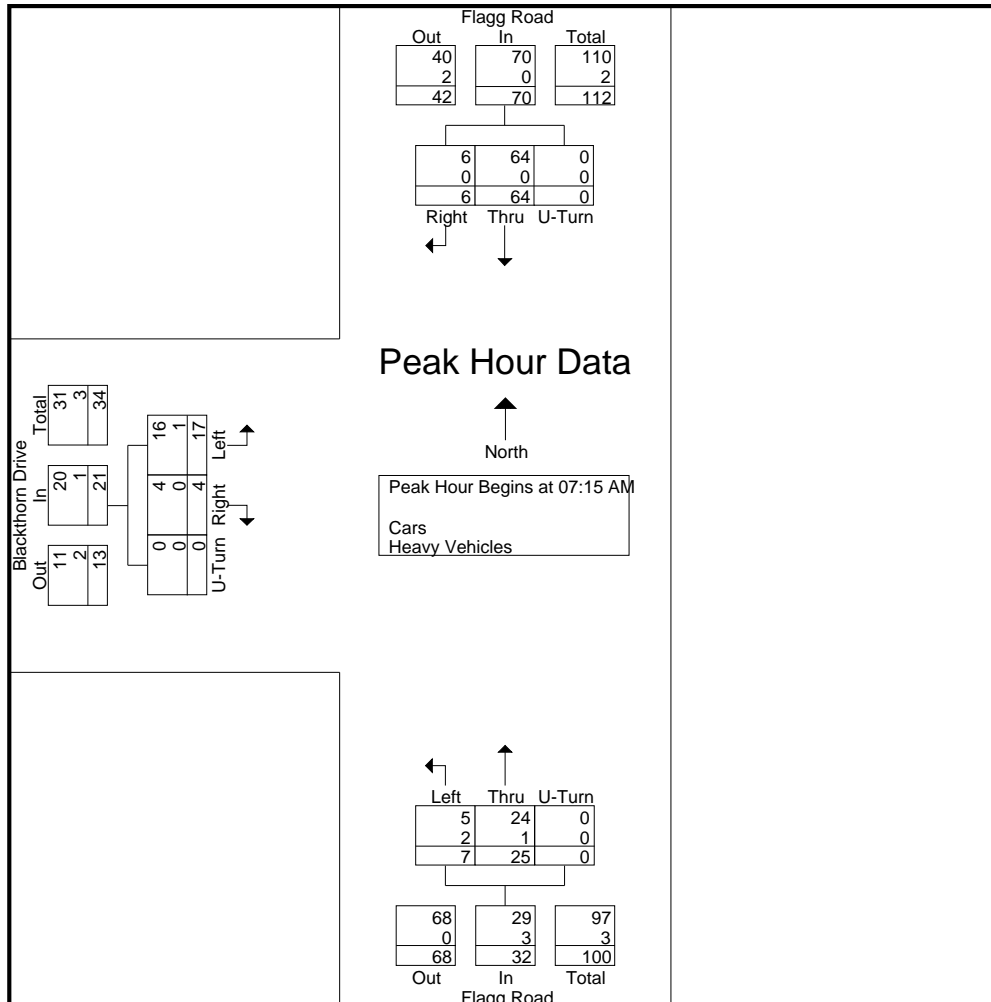 Flagg Road
Out In Total
40 70 110
2 0 2
42 70 112
6 64 0
0 0 0
6 64 0
Right Thru U-Turn
Peak Hour Data
North
Peak Hour Begins at 07:15 AM
Cars
Heavy Vehicles
Blackthorn Drive
Out In Total
11 20 31
2 1 3
13 21 34
0 4 16
0 0 1
0 4 17
U-Turn Right Left
Left Thru U-Turn
5 24 0
2 1 0
7 25 0
68 29 97
0 3 3
68 32 100
Out In Total
Flagg Road